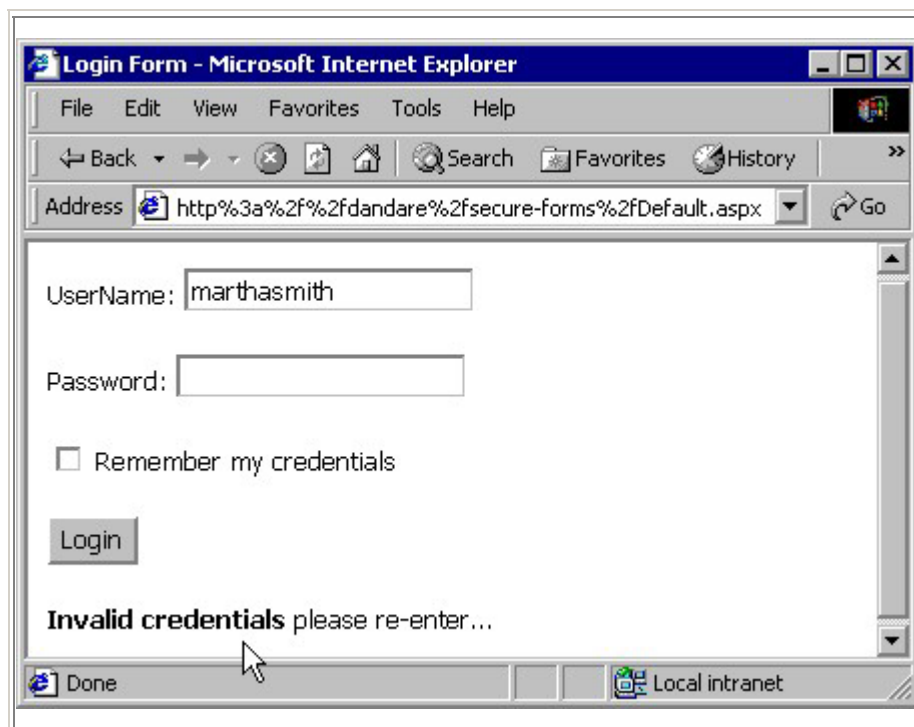 Login Form - Microsoft Internet Explorer
File Edit View Favorites Tools Help
Back Search Favorites History »
Address http%3a%2f%2fdandare%2fsecure-forms%2fDefault.aspx Go
UserName: marthasmith
Password:
Remember my credentials
Login
Invalid credentials please re-enter...
Done Local intranet